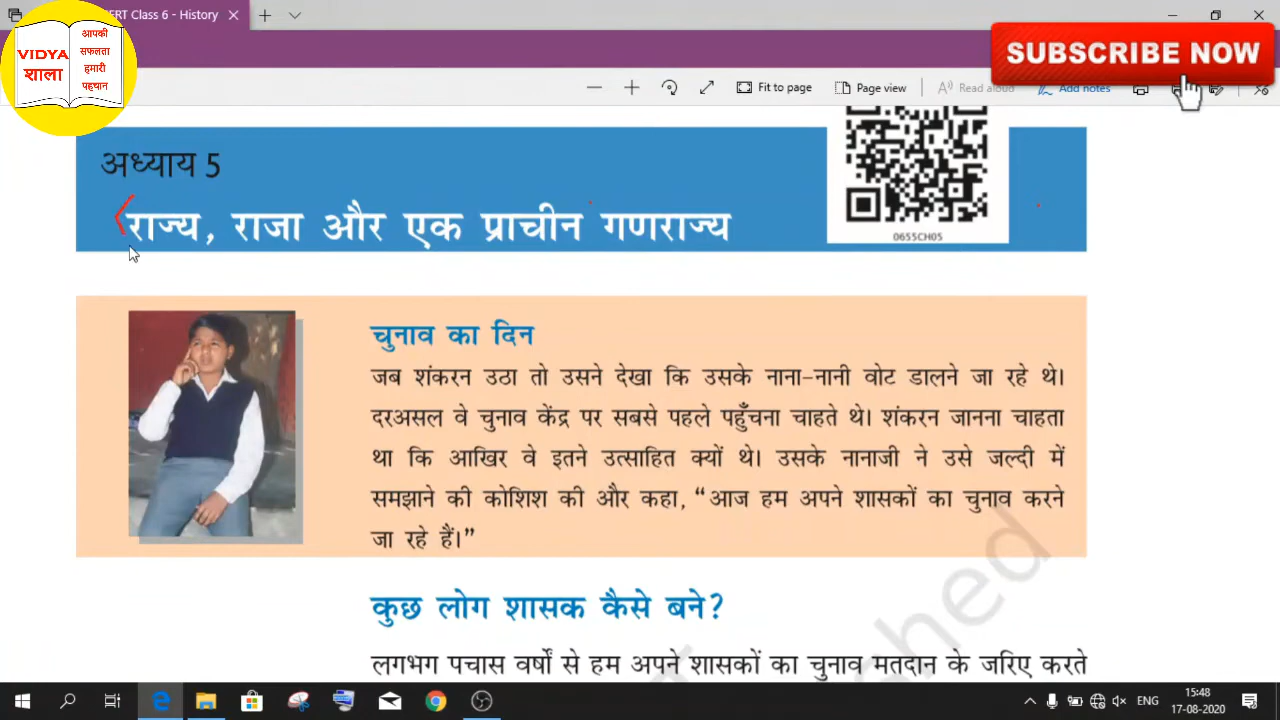 ERT Class 6 - History
VIDYA
शाला
आपकी
सफलता
हमारी
पहचान
SUBSCRIBE NOW
Fit to page
Page view
Read aloud
Add notes
अध्याय 5
राज्य, राजा और एक प्राचीन गणराज्य
0655CH05
चुनाव का दिन
जब शंकरन उठा तो उसने देखा कि उसके नाना-नानी वोट डालने जा रहे थे।
दरअसल वे चुनाव केंद्र पर सबसे पहले पहुँचना चाहते थे। शंकरन जानना चाहता
था कि आखिर वे इतने उत्साहित क्यों थे। उसके नानाजी ने उसे जल्दी में
समझाने की कोशिश की और कहा, “आज हम अपने शासकों का चुनाव करने
जा रहे हैं।”
कुछ लोग शासक कैसे बने?
लगभग पचास वर्षों से हम अपने शासकों का चुनाव मतदान के जरिए करते
shed
ENG
15:48
17-08-2020